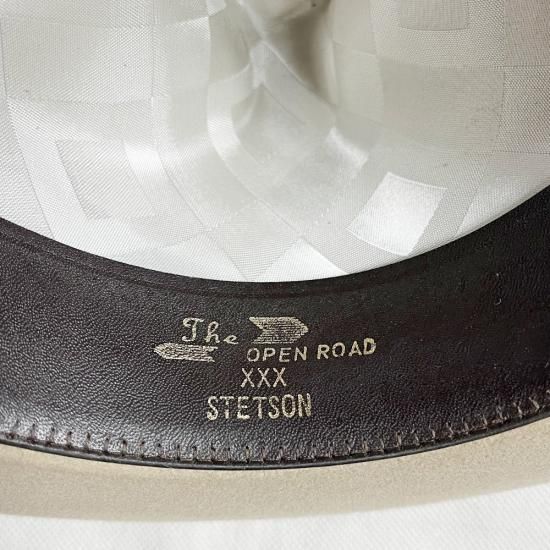 The
OPEN ROAD
XXX
STETSON